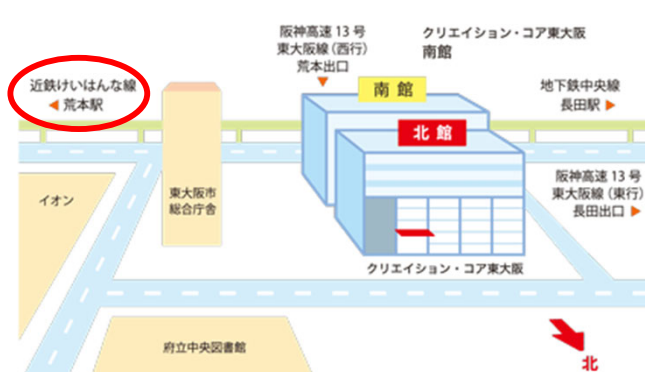 阪神高速 13 号
東大阪線（西行）
荒本出口
クリエイション・コア東大阪
南館
近鉄けいはんな線
荒本駅
南 館
地下鉄中央線
長田駅
北 館
阪神高速 13 号
東大阪線（東行）
長田出口
イオン
東大阪市
総合庁舎
クリエイション・コア東大阪
府立中央図書館
北